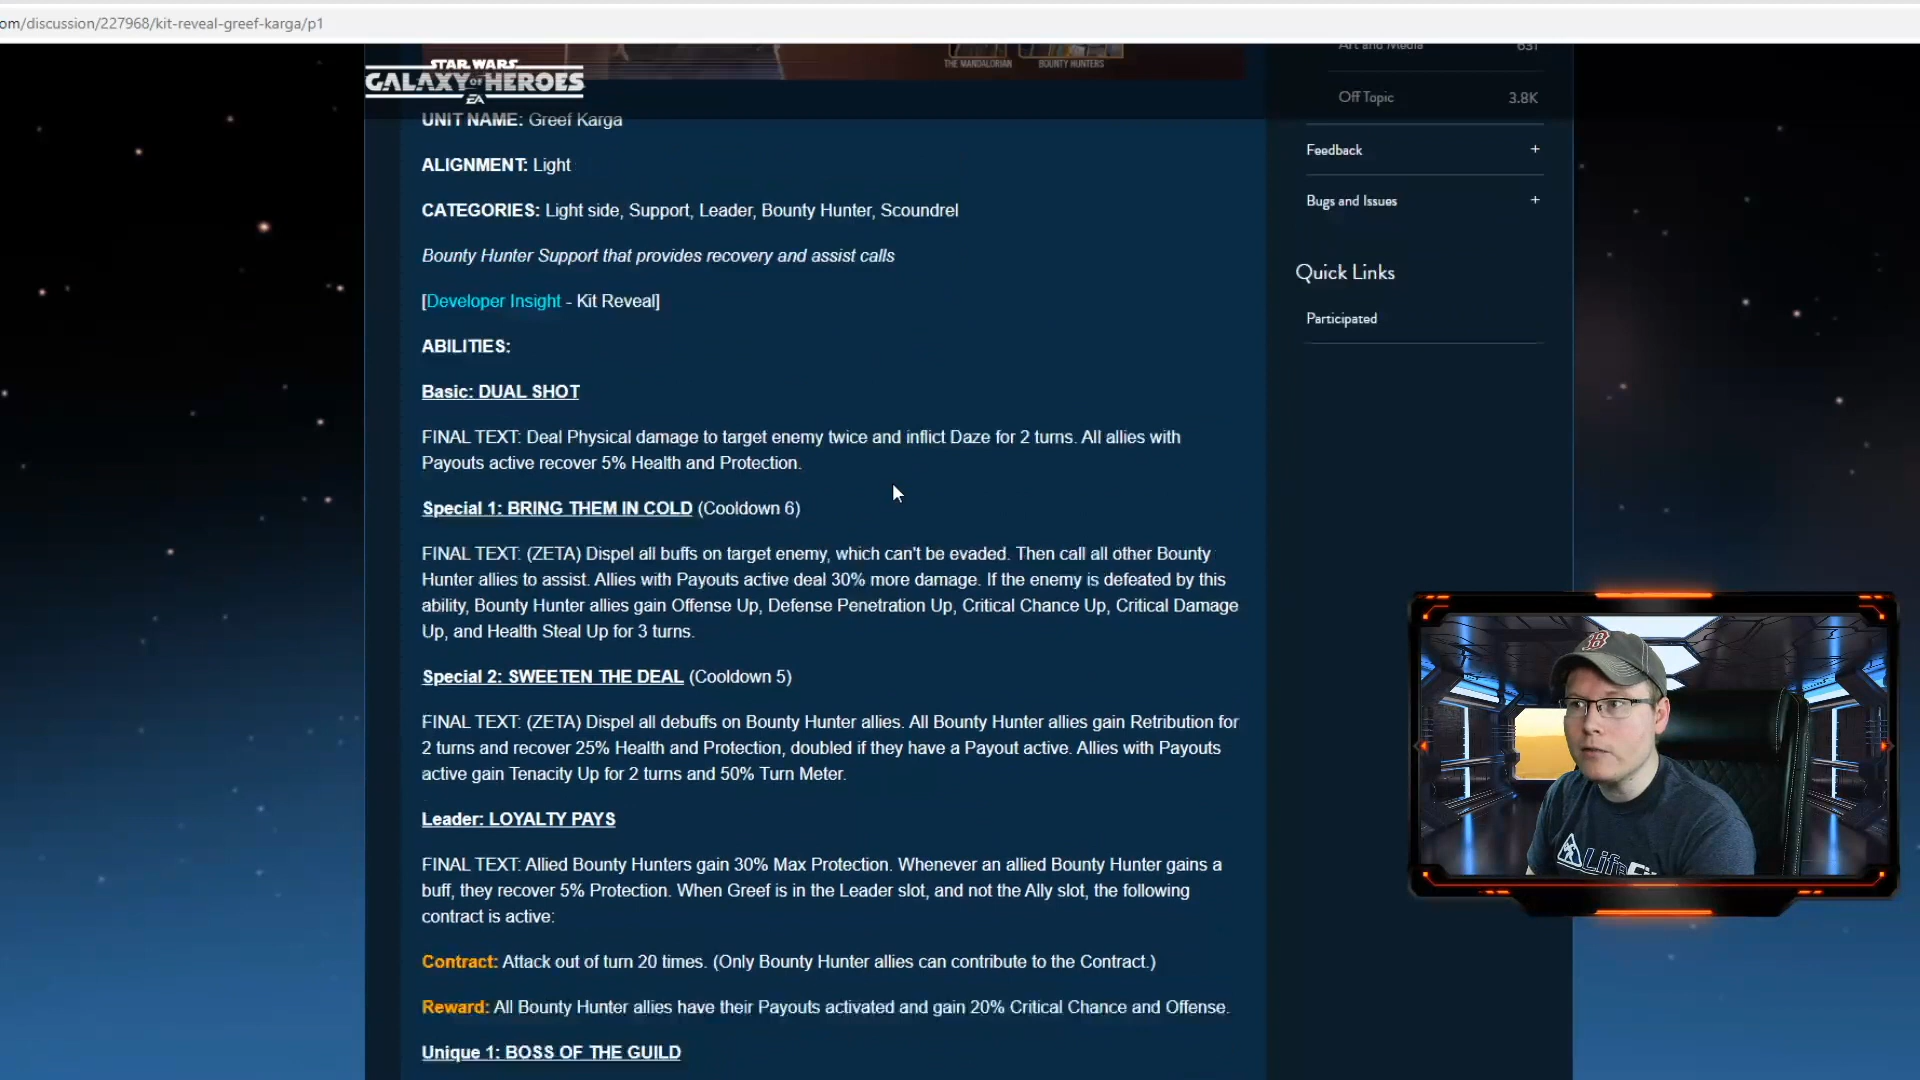 om/discussion/227968/kit-reveal-greef-karga/p1
THE MANDALORIAN
BOUNTY HUNTERS
STAR WARS
GALAXY OF HEROES
EA
Art and Media 631
Off Topic 3.8K
Feedback +
Bugs and Issues +
Quick Links
Participated
UNIT NAME: Greef Karga
ALIGNMENT: Light
CATEGORIES: Light side, Support, Leader, Bounty Hunter, Scoundrel
Bounty Hunter Support that provides recovery and assist calls
[Developer Insight - Kit Reveal]
ABILITIES:
Basic: DUAL SHOT
FINAL TEXT: Deal Physical damage to target enemy twice and inflict Daze for 2 turns. All allies with
Payouts active recover 5% Health and Protection.
Special 1: BRING THEM IN COLD (Cooldown 6)
FINAL TEXT: (ZETA) Dispel all buffs on target enemy, which can't be evaded. Then call all other Bounty
Hunter allies to assist. Allies with Payouts active deal 30% more damage. If the enemy is defeated by this
ability, Bounty Hunter allies gain Offense Up, Defense Penetration Up, Critical Chance Up, Critical Damage
Up, and Health Steal Up for 3 turns.
Special 2: SWEETEN THE DEAL (Cooldown 5)
FINAL TEXT: (ZETA) Dispel all debuffs on Bounty Hunter allies. All Bounty Hunter allies gain Retribution for
2 turns and recover 25% Health and Protection, doubled if they have a Payout active. Allies with Payouts
active gain Tenacity Up for 2 turns and 50% Turn Meter.
Leader: LOYALTY PAYS
FINAL TEXT: Allied Bounty Hunters gain 30% Max Protection. Whenever an allied Bounty Hunter gains a
buff, they recover 5% Protection. When Greef is in the Leader slot, and not the Ally slot, the following
contract is active:
Contract: Attack out of turn 20 times. (Only Bounty Hunter allies can contribute to the Contract.)
Reward: All Bounty Hunter allies have their Payouts activated and gain 20% Critical Chance and Offense.
Unique 1: BOSS OF THE GUILD